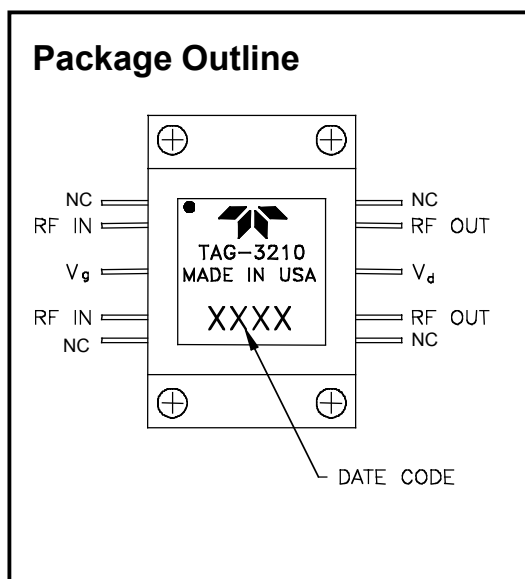 Package Outline
NC
NC
RF IN
RF OUT
TAG-3210
Vg
Vd
MADE IN USA
RF IN
XXXX
RF OUT
NC
NC
DATE CODE